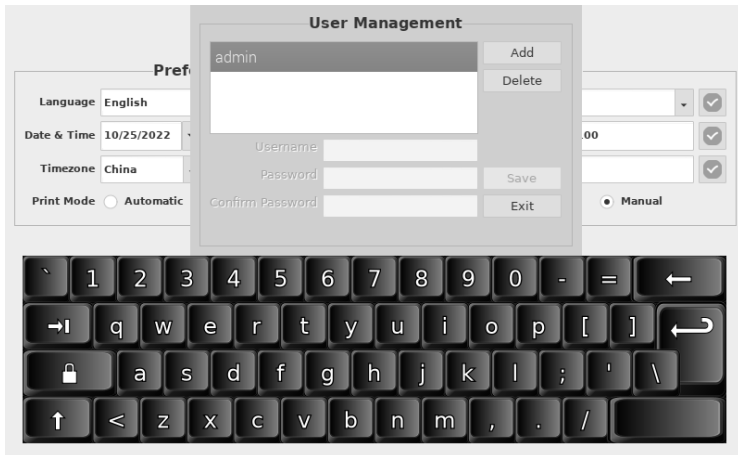 User Management
admin
Add
Delete
Username
Password
Save
Confirm Password
Exit
Language English
Date & Time 10/25/2022
:00
Timezone China
Print Mode Automatic
Manual
` 1 2 3 4 5 6 7 8 9 0 - =
q w e r t y u i o p [ ]
a s d f g h j k l ; ' \
< z x c v b n m , . /